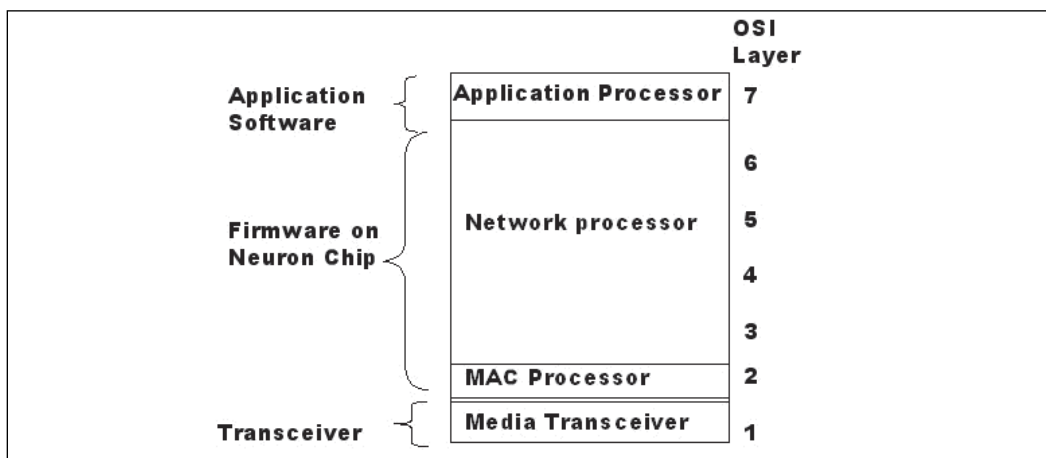 OSI
Layer
Application
Software
Application Processor 7
6
Firmware on
Neuron Chip
Network processor 5
4
3
MAC Processor 2
Transceiver
Media Transceiver 1